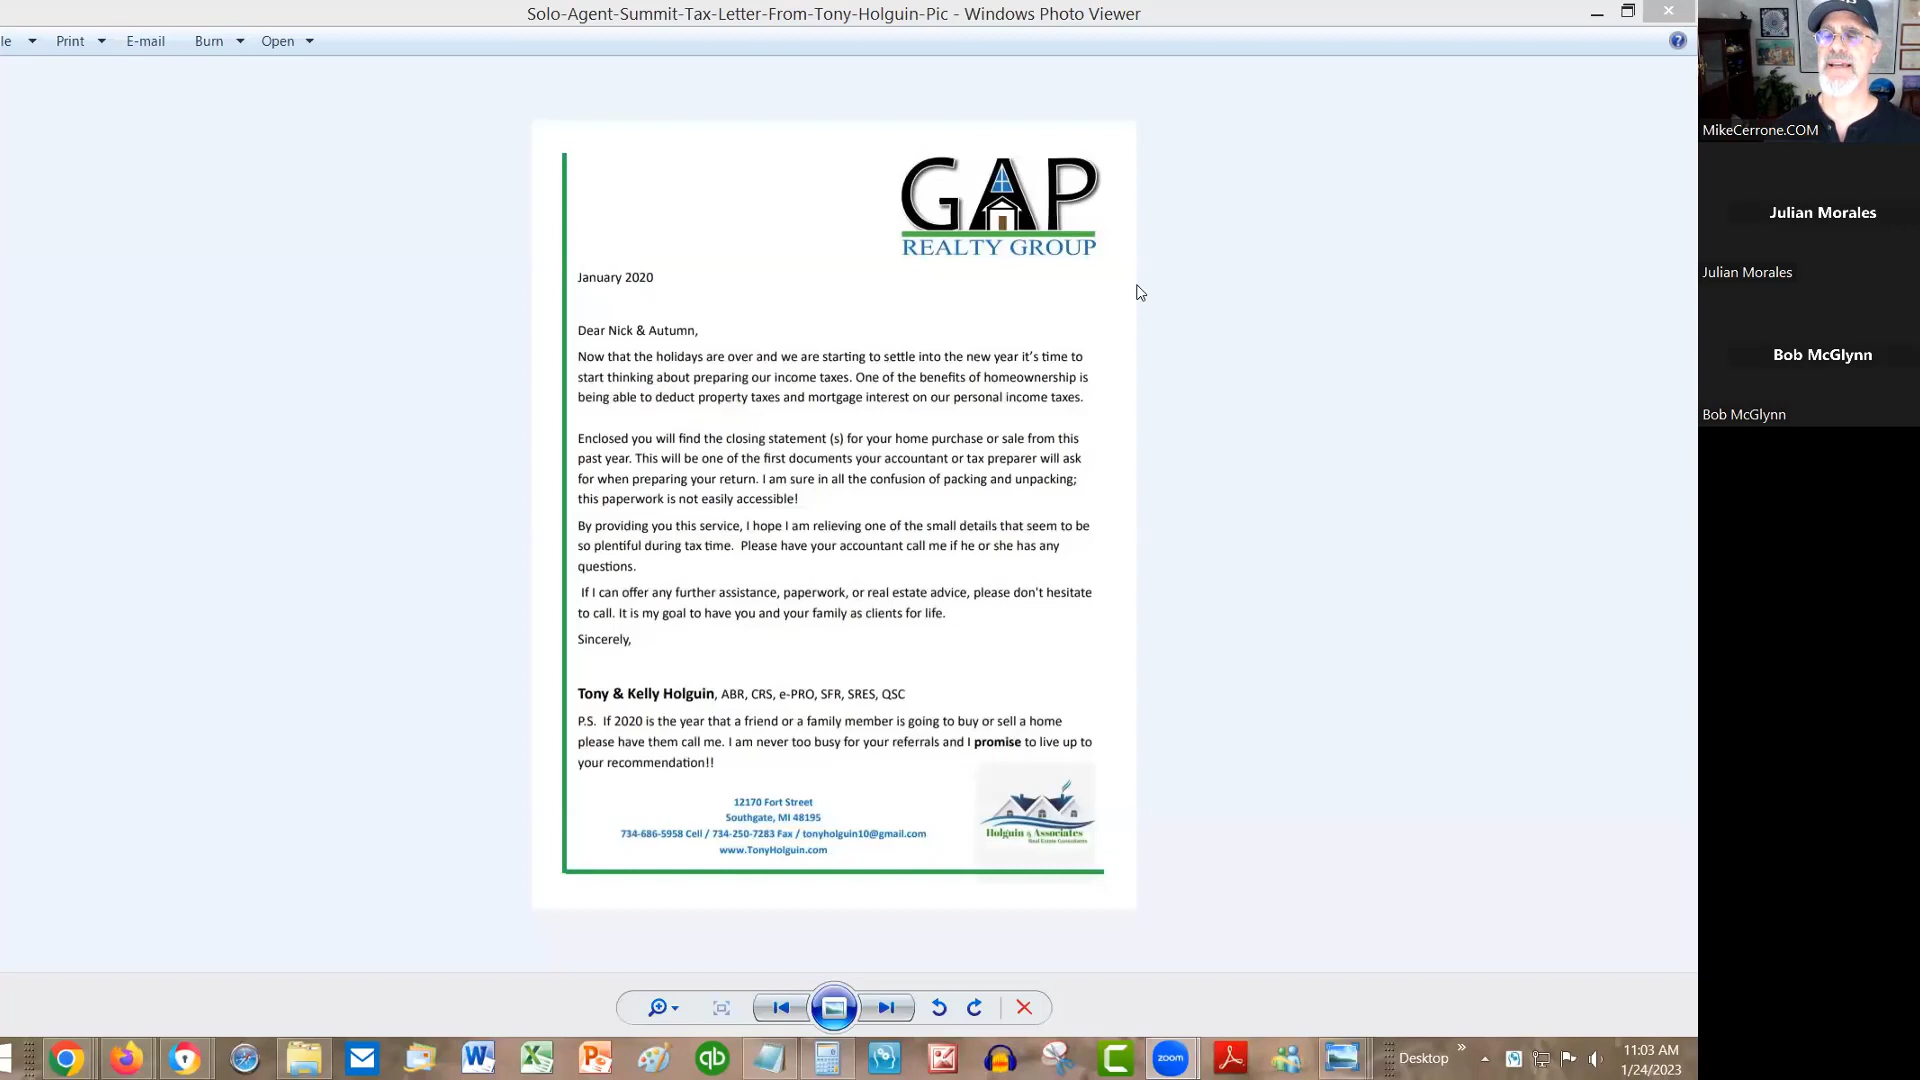 Solo-Agent-Summit-Tax-Letter-From-Tony-Holguin-Pic - Windows Photo Viewer
le Print E-mail Burn Open
MikeCerrone.COM
Julian Morales
Julian Morales
Bob McGlynn
Bob McGlynn
GAP
REALTY GROUP
January 2020
Dear Nick & Autumn,
Now that the holidays are over and we are starting to settle into the new year it's time to
start thinking about preparing our income taxes. One of the benefits of homeownership is
being able to deduct property taxes and mortgage interest on our personal income taxes.
Enclosed you will find the closing statement (s) for your home purchase or sale from this
past year. This will be one of the first documents your accountant or tax preparer will ask
for when preparing your return. I am sure in all the confusion of packing and unpacking;
this paperwork is not easily accessible!
By providing you this service, I hope I am relieving one of the small details that seem to be
so plentiful during tax time. Please have your accountant call me if he or she has any
questions.
If I can offer any further assistance, paperwork, or real estate advice, please don't hesitate
to call. It is my goal to have you and your family as clients for life.
Sincerely,
Tony & Kelly Holguin, ABR, CRS, e-PRO, SFR, SRES, QSC
P.S. If 2020 is the year that a friend or a family member is going to buy or sell a home
please have them call me. I am never too busy for your referrals and I promise to live up to
your recommendation!!
12170 Fort Street
Southgate, MI 48195
734-686-5958 Cell / 734-250-7283 Fax / tonyholguin10@gmail.com
www.TonyHolguin.com
Holguin & Associates
Real Estate Consultants
qb
zoom
Desktop
11:03 AM
1/24/2023